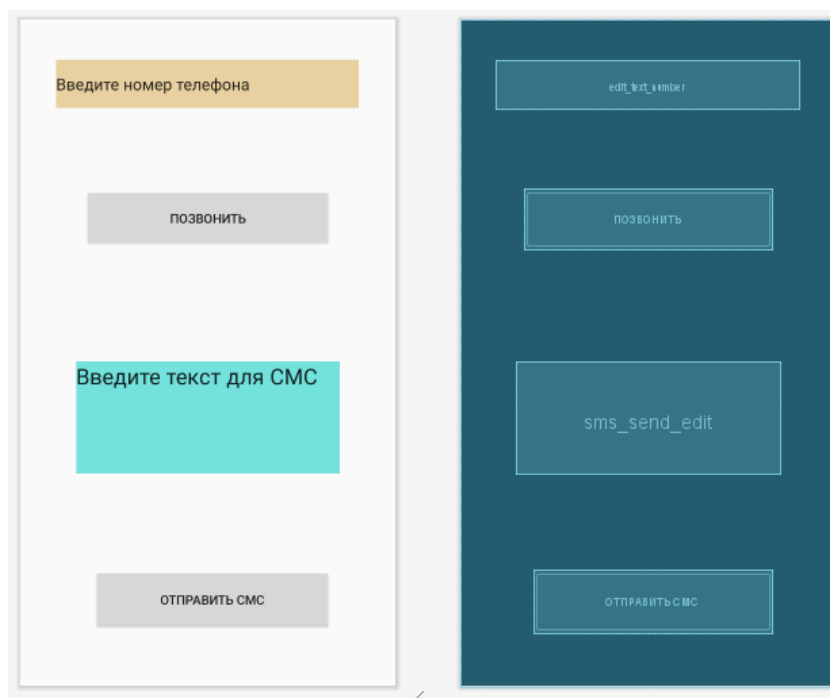 Введите номер телефона
edit_text_number
ПОЗВОНИТЬ
ПОЗВОНИТЬ
Введите текст для СМС
sms_send_edit
ОТПРАВИТЬ СМС
ОТПРАВИТЬ СМС